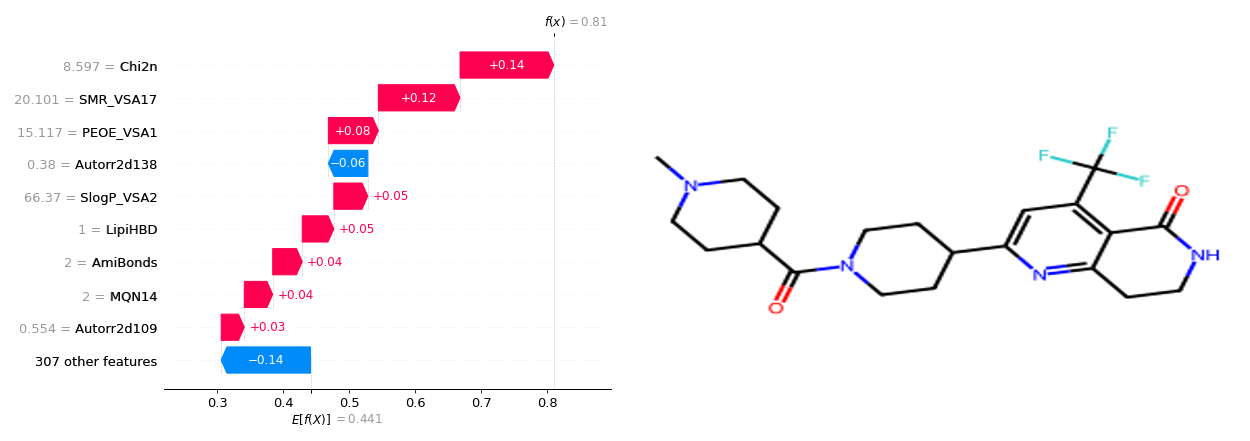 f(x) = 0.81
8.597 = Chi2n
+0.14
20.101 = SMR_VSA17
+0.12
15.117 = PEOE_VSA1
+0.08
0.38 = Autorr2d138
−0.06
66.37 = SlogP_VSA2
+0.05
1 = LipiHBD
+0.05
2 = AmiBonds
+0.04
2 = MQN14
+0.04
0.554 = Autorr2d109
+0.03
307 other features
−0.14
0.3 0.4 0.5 0.6 0.7 0.8
E[f(X)] = 0.441
F
F
F
O
N
NH
N
N
O